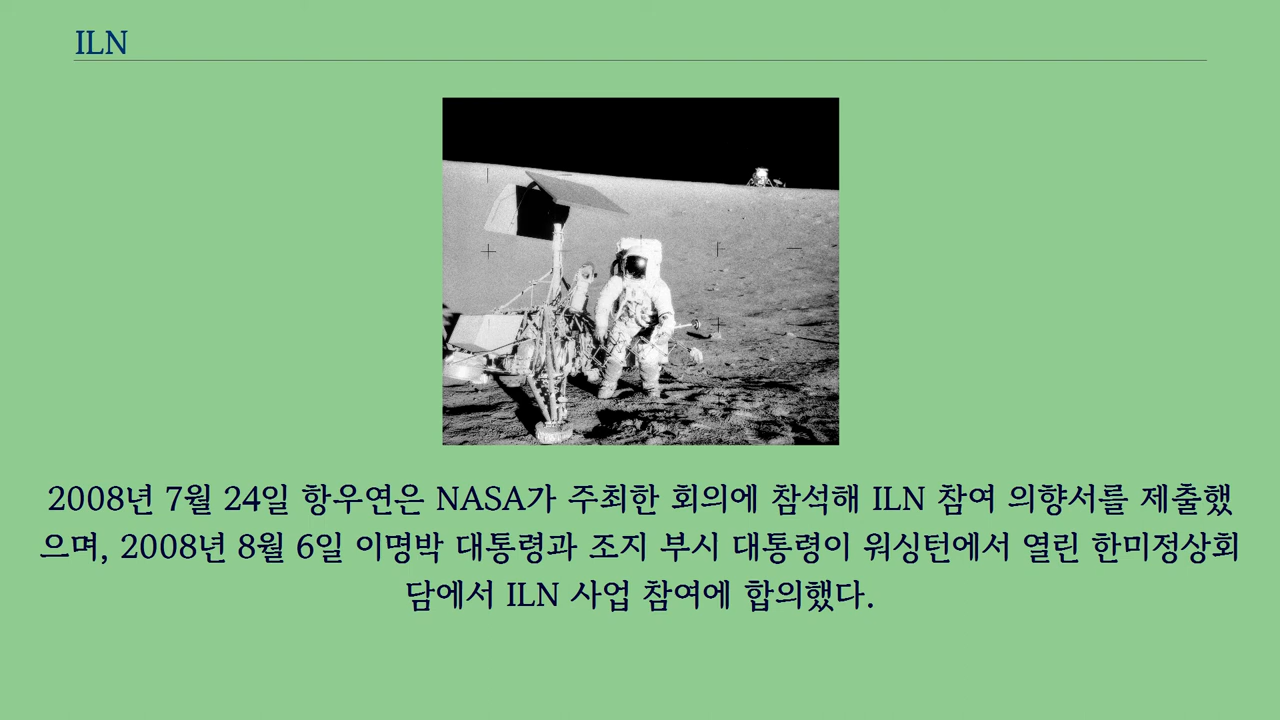 ILN
2008년 7월 24일 항우연은 NASA가 주최한 회의에 참석해 ILN 참여 의향서를 제출했
으며, 2008년 8월 6일 이명박 대통령과 조지 부시 대통령이 워싱턴에서 열린 한미정상회
담에서 ILN 사업 참여에 합의했다.